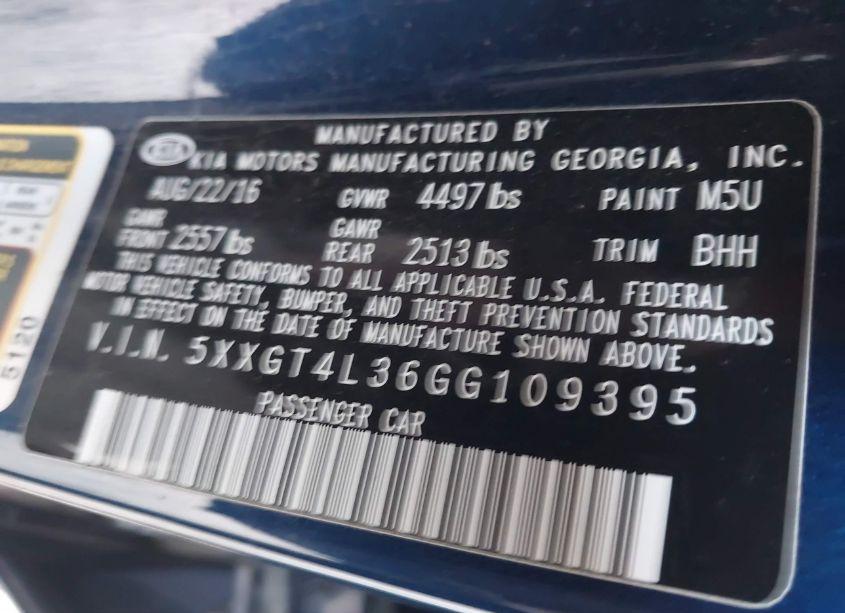 MANUFACTURED BY
KIA
KIA MOTORS MANUFACTURING GEORGIA, INC.
AUG/22/16 GVWR 4497 lbs PAINT M5U
GAWR FRONT 2557 lbs GAWR REAR 2513 lbs TRIM BHH
THIS VEHICLE CONFORMS TO ALL APPLICABLE U.S.A. FEDERAL
MOTOR VEHICLE SAFETY, BUMPER, AND THEFT PREVENTION STANDARDS
IN EFFECT ON THE DATE OF MANUFACTURE SHOWN ABOVE.
V.I.N. 5XXGT4L36GG109395
PASSENGER CAR
5120